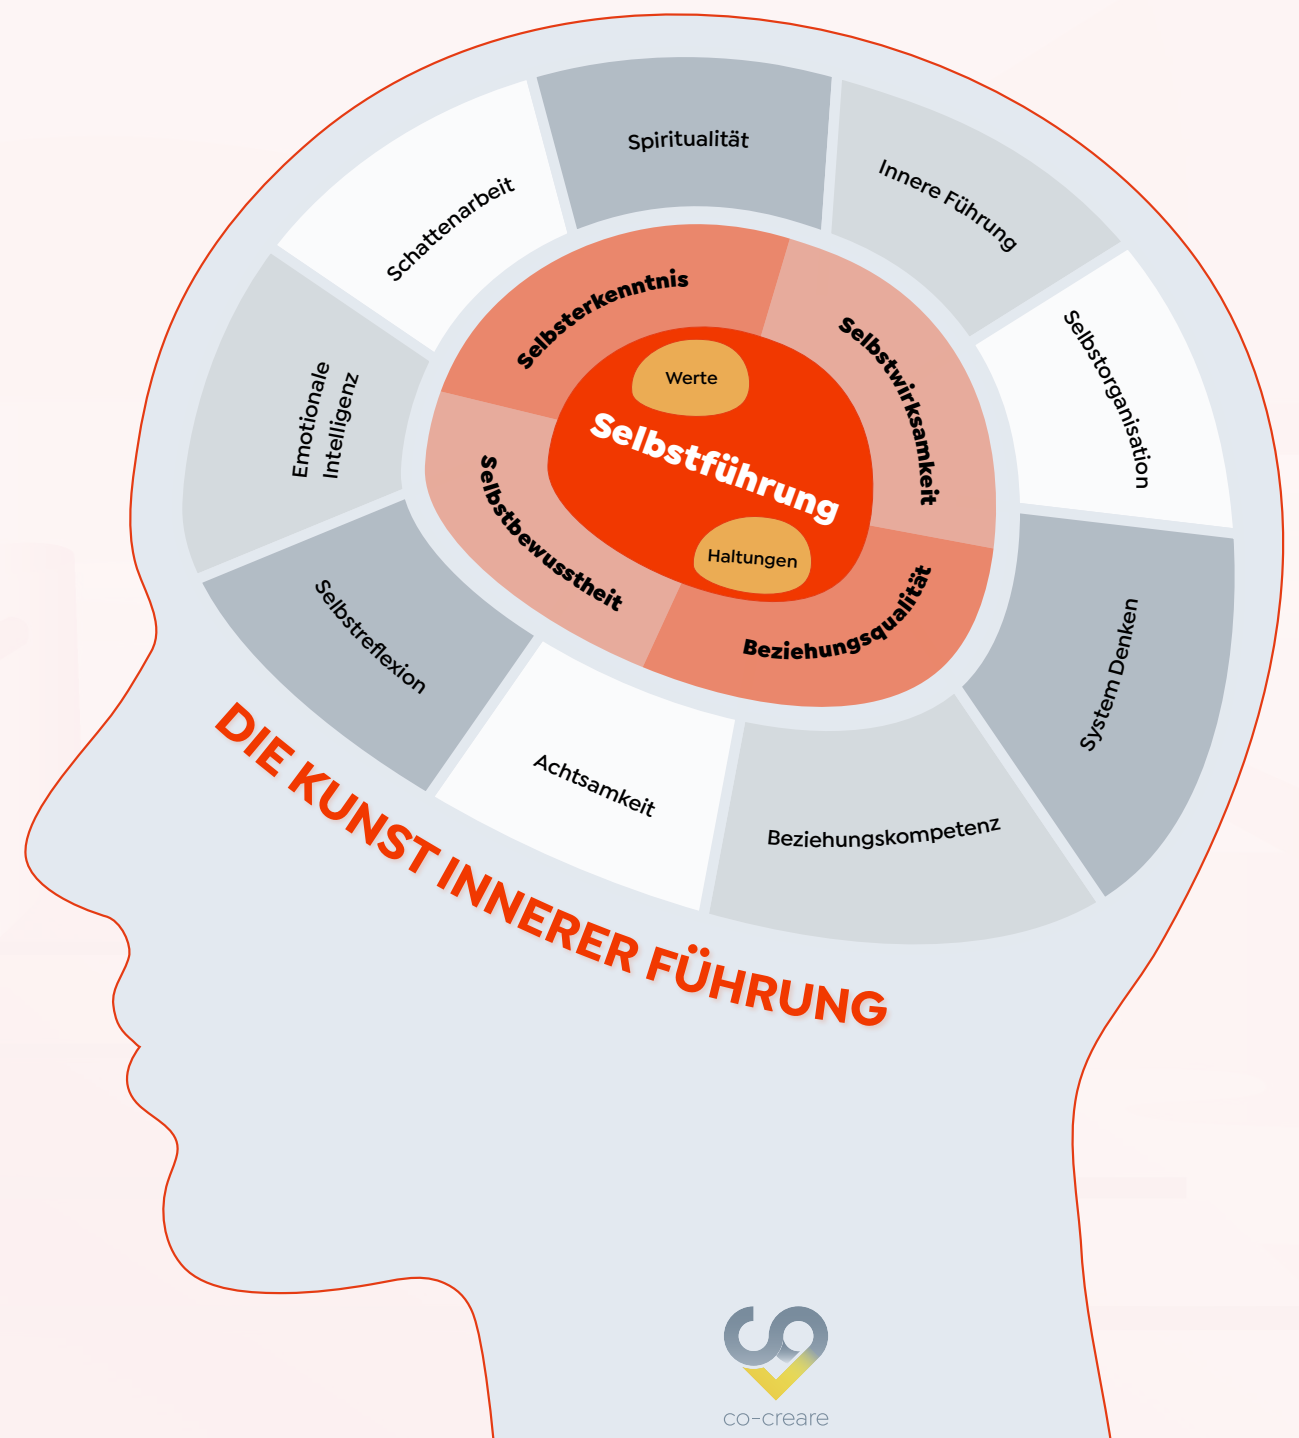 Spiritualität
Innere Führung
Selbstorganisation
System Denken
Beziehungskompetenz
Achtsamkeit
Selbstreflexion
Emotionale
Intelligenz
Schattenarbeit
Selbsterkenntnis
Selbstwirksamkeit
Beziehungsqualität
Selbstbewusstheit
Werte
Selbstführung
Haltungen
DIE KUNST INNERER FÜHRUNG
co-creare